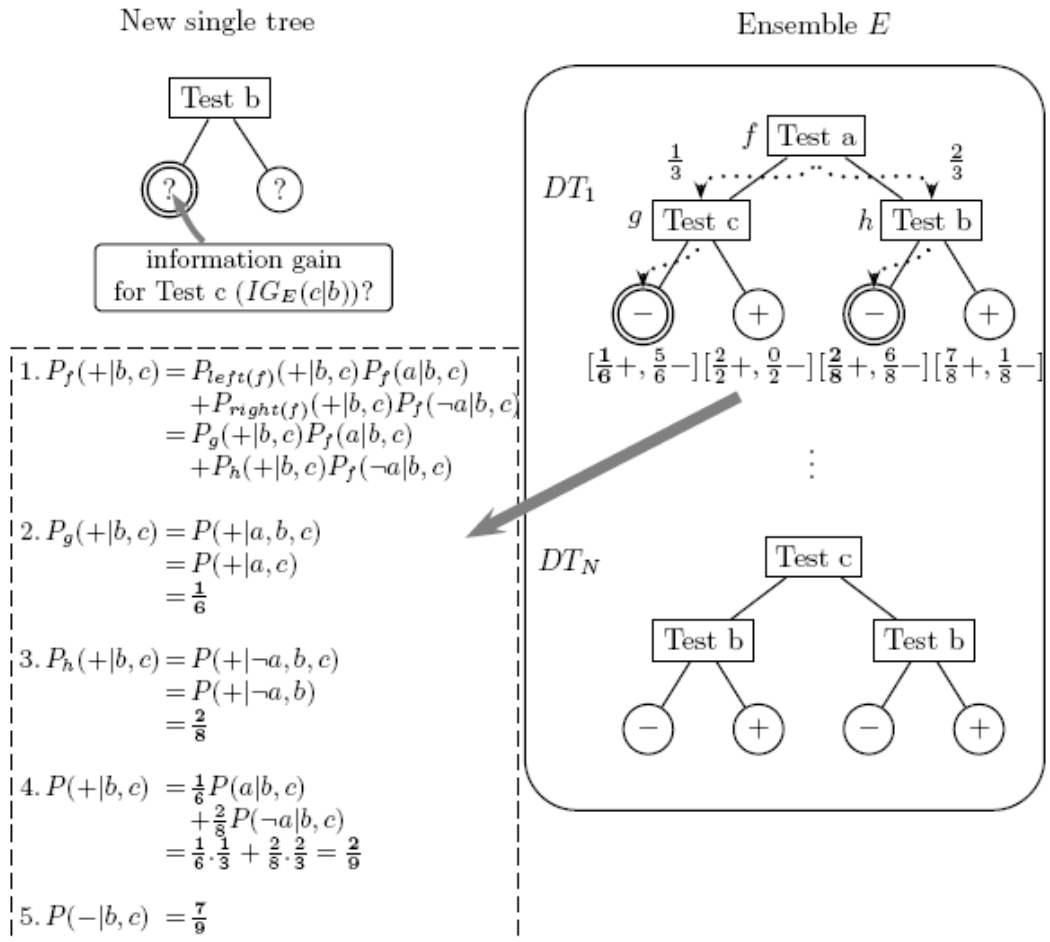 New single tree
Test b
?
?
information gain
for Test c (IG_E(c|b))?
1. P_f(+|b, c) = P_left(f)(+|b, c)P_f(a|b, c)
+P_right(f)(+|b, c)P_f(¬a|b, c)
= P_g(+|b, c)P_f(a|b, c)
+P_h(+|b, c)P_f(¬a|b, c)
2. P_g(+|b, c) = P(+|a, b, c)
= P(+|a, c)
= 1/6
3. P_h(+|b, c) = P(+|¬a, b, c)
= P(+|¬a, b)
= 2/8
4. P(+|b, c) = 1/6 P(a|b, c)
+ 2/8 P(¬a|b, c)
= 1/6 . 1/3 + 2/8 . 2/3 = 2/9
5. P(−|b, c) = 7/9
Ensemble E
DT_1
f Test a
1/3 2/3
g Test c h Test b
− + − +
[1/6+, 5/6−] [2/2+, 0/2−] [2/8+, 6/8−] [7/8+, 1/8−]
⋮
DT_N
Test c
Test b Test b
− + − +